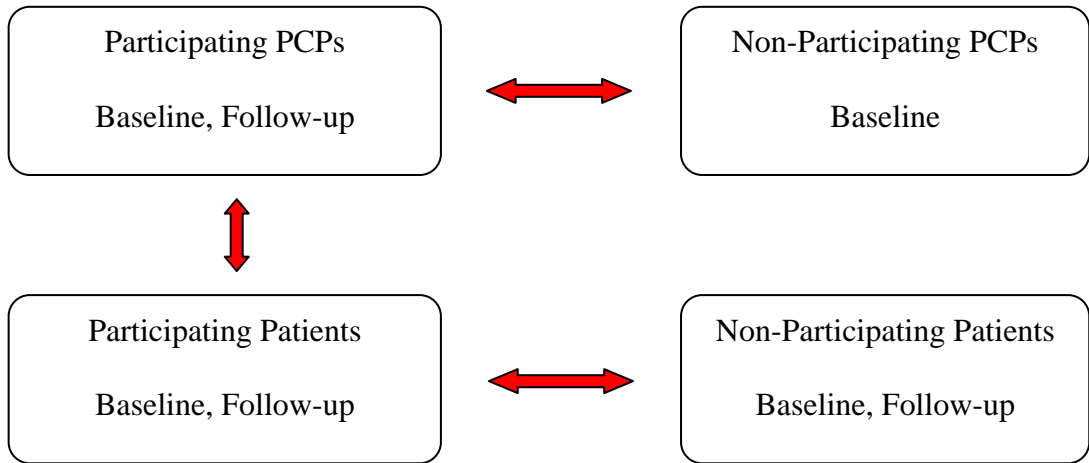 Participating PCPs
Baseline, Follow-up
Non-Participating PCPs
Baseline
Participating Patients
Baseline, Follow-up
Non-Participating Patients
Baseline, Follow-up